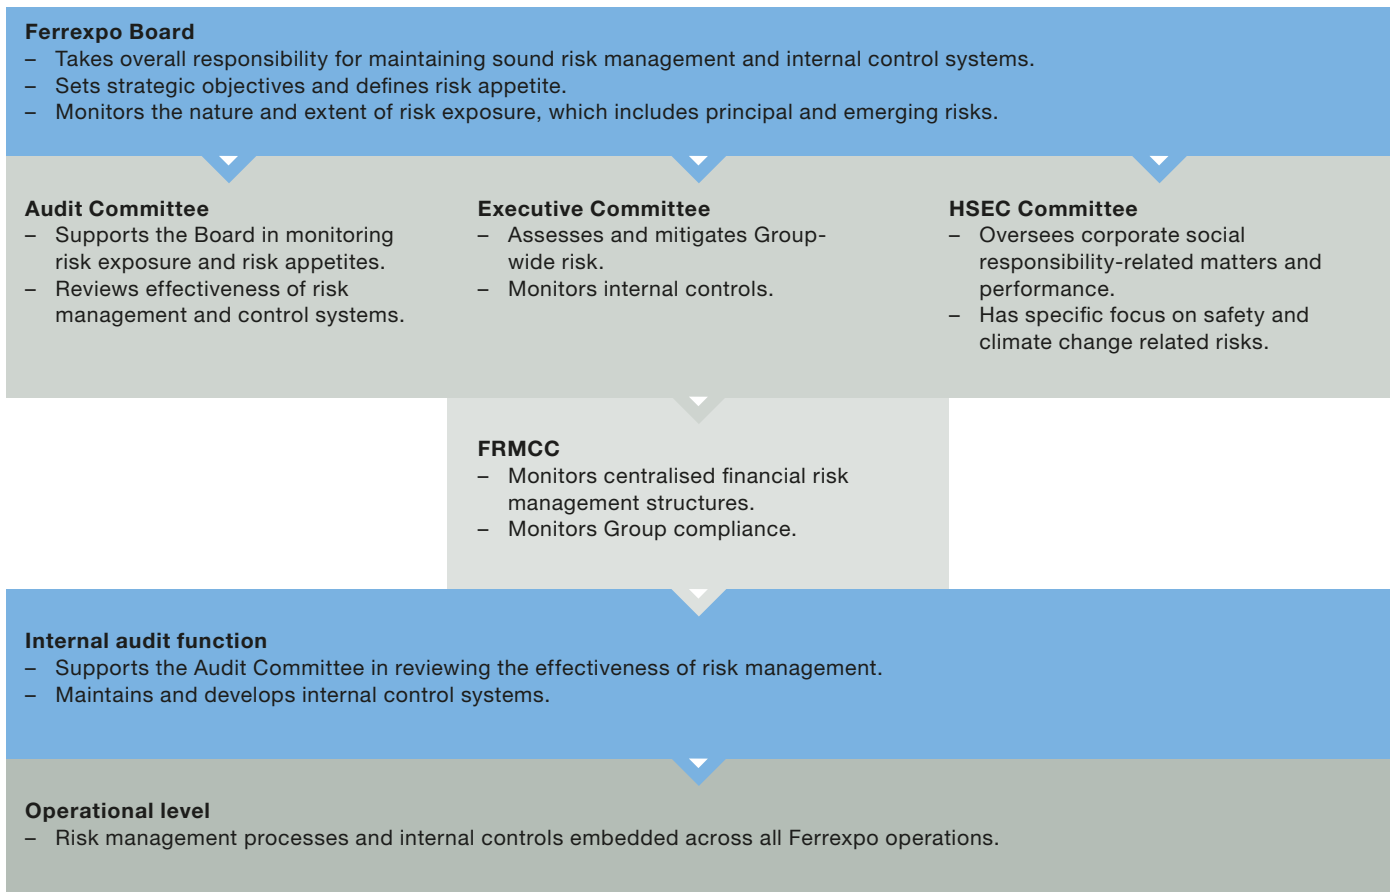 Ferrexpo Board
– Takes overall responsibility for maintaining sound risk management and internal control systems.
– Sets strategic objectives and defines risk appetite.
– Monitors the nature and extent of risk exposure, which includes principal and emerging risks.
Audit Committee
– Supports the Board in monitoring
risk exposure and risk appetites.
– Reviews effectiveness of risk
management and control systems.
Executive Committee
– Assesses and mitigates Group-
wide risk.
– Monitors internal controls.
HSEC Committee
– Oversees corporate social
responsibility-related matters and
performance.
– Has specific focus on safety and
climate change related risks.
FRMCC
– Monitors centralised financial risk
management structures.
– Monitors Group compliance.
Internal audit function
– Supports the Audit Committee in reviewing the effectiveness of risk management.
– Maintains and develops internal control systems.
Operational level
– Risk management processes and internal controls embedded across all Ferrexpo operations.